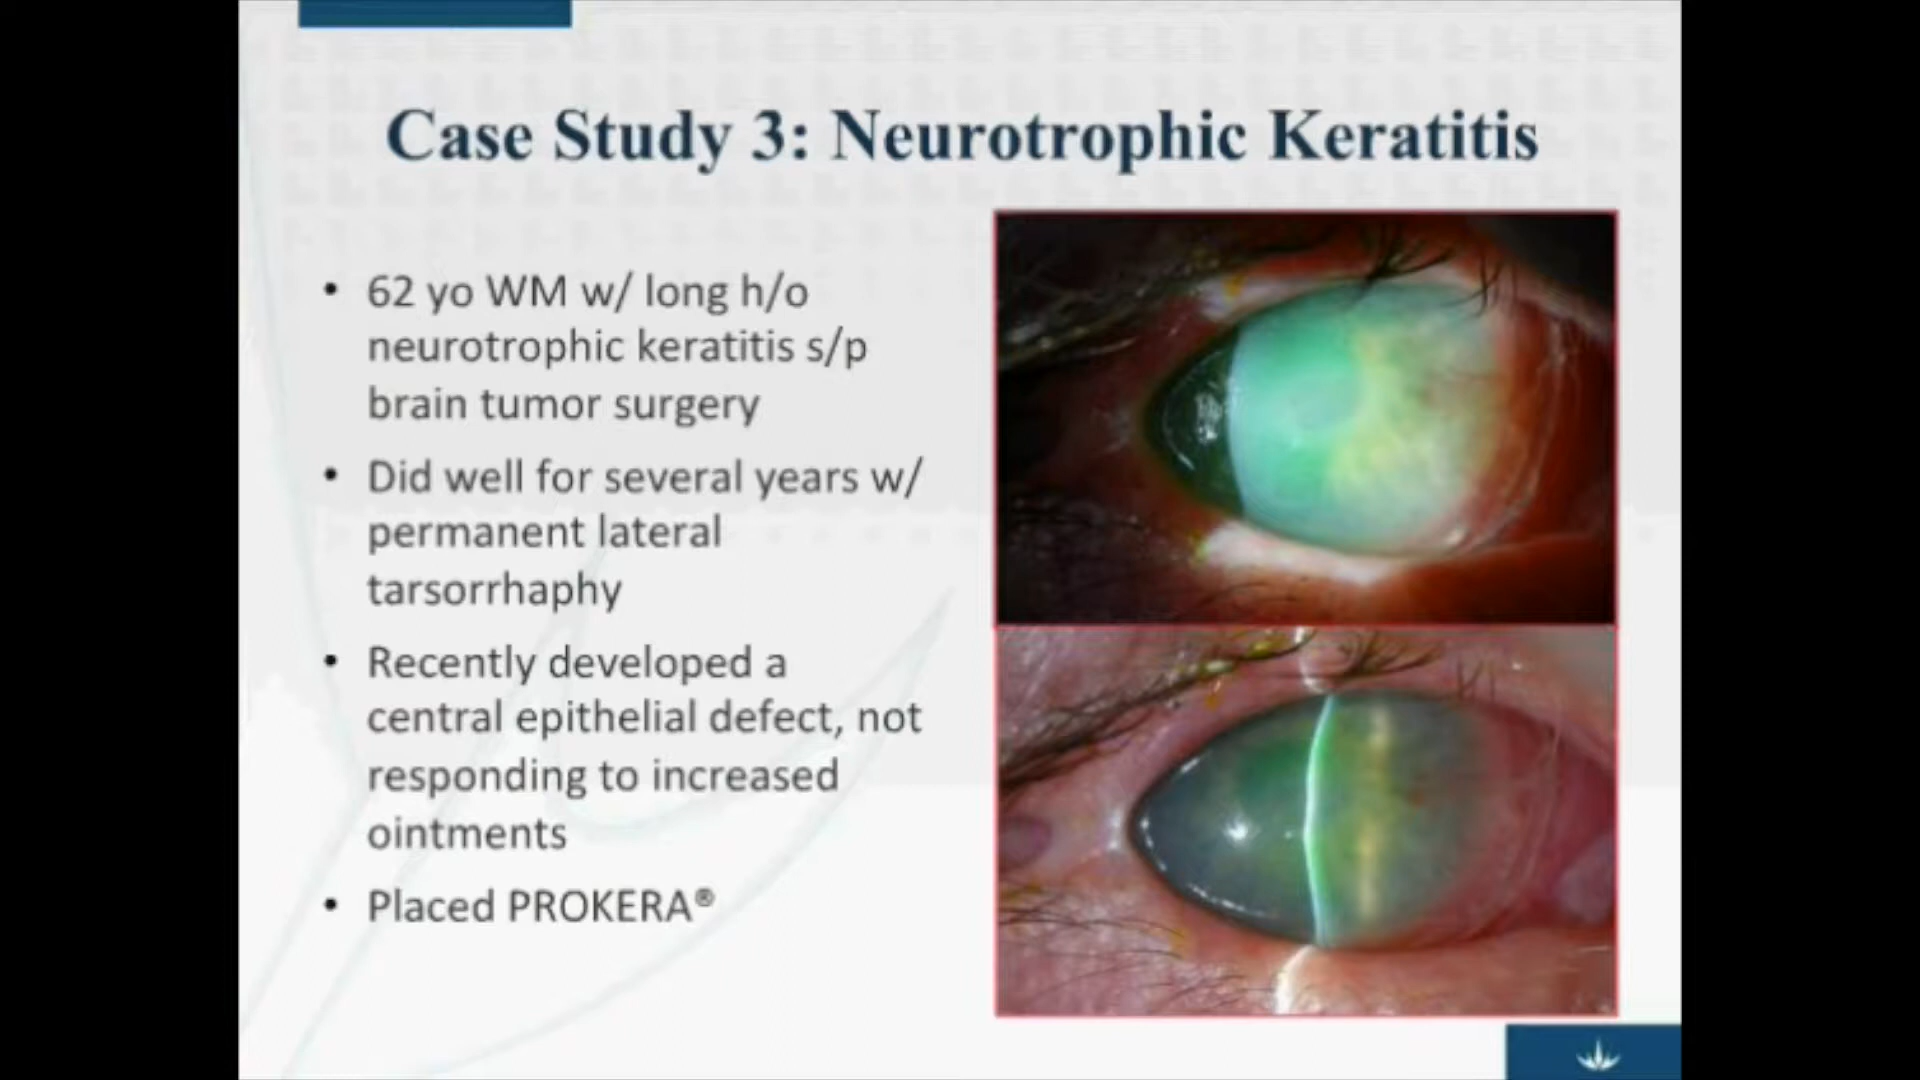 Case Study 3: Neurotrophic Keratitis
• 62 yo WM w/ long h/o
neurotrophic keratitis s/p
brain tumor surgery
• Did well for several years w/
permanent lateral
tarsorrhaphy
• Recently developed a
central epithelial defect, not
responding to increased
ointments
• Placed PROKERA®